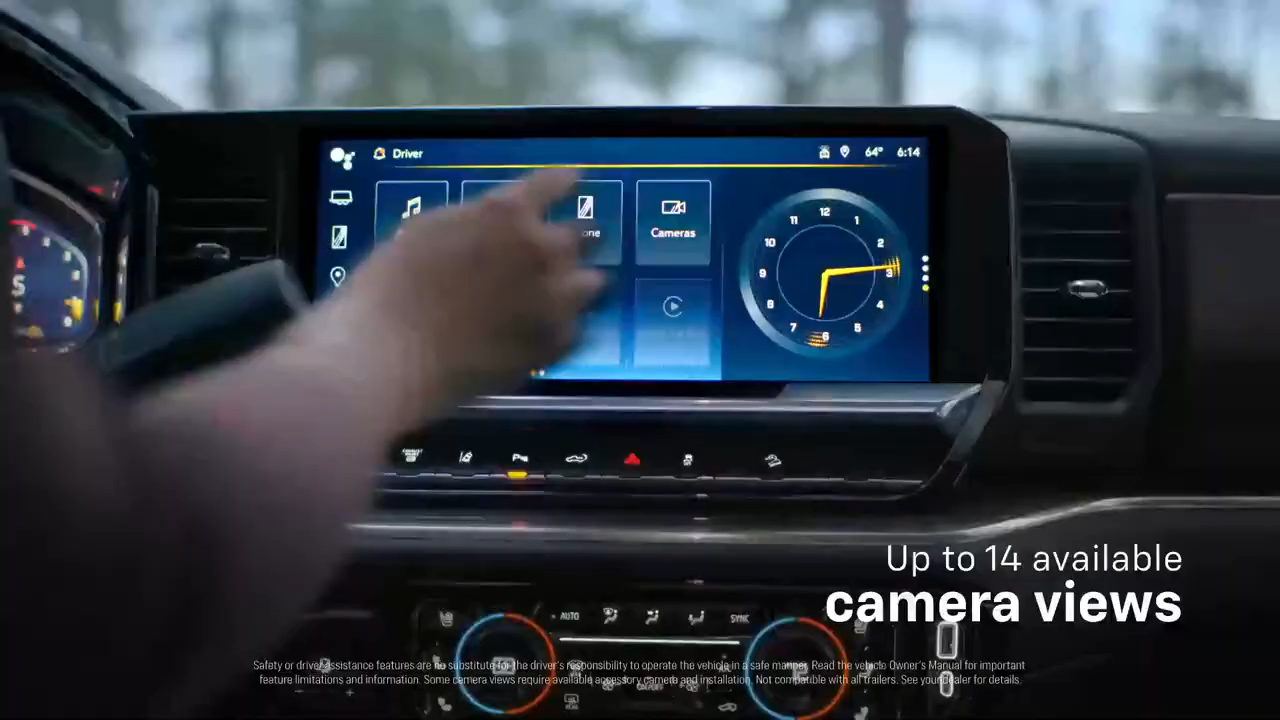 Driver
64° 6:14
one
Cameras
12
11 1
10 2
9 3
8 4
7 5
6
S
Up to 14 available
camera views
AUTO
SYNC
Safety or driver assistance features are no substitute for the driver's responsibility to operate the vehicle in a safe manner. Read the vehicle Owner's Manual for important
feature limitations and information. Some camera views require available accessory camera and installation. Not compatible with all trailers. See your dealer for details.
ON/OFF